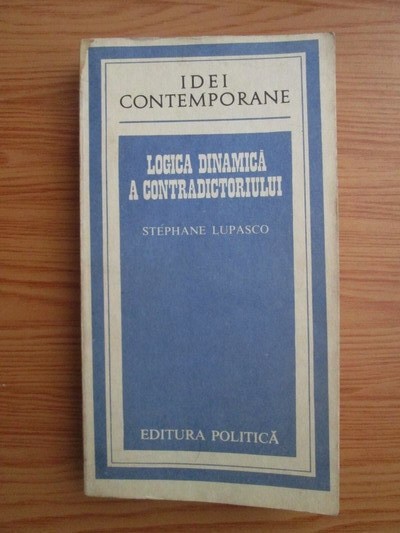 IDEI
CONTEMPORANE
LOGICA DINAMICĂ
A CONTRADICTORIULUI
STÉPHANE LUPASCO
EDITURA POLITICĂ